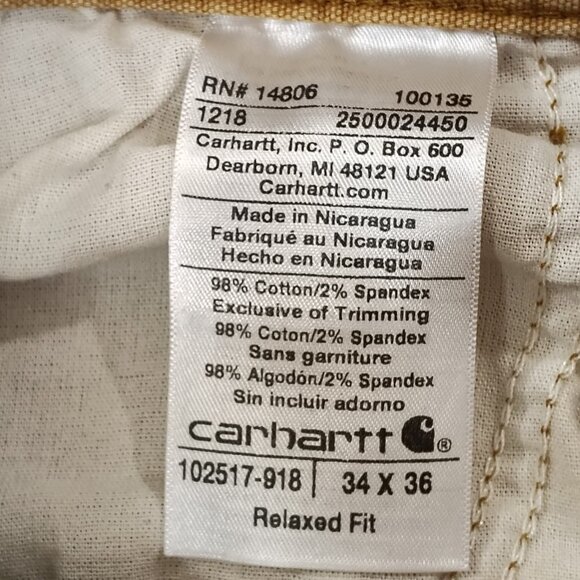 RN# 14806 100135
1218 2500024450
Carhartt, Inc. P. O. Box 600
Dearborn, MI 48121 USA
Carhartt.com
Made in Nicaragua
Fabriqué au Nicaragua
Hecho en Nicaragua
98% Cotton/2% Spandex
Exclusive of Trimming
98% Coton/2% Spandex
Sans garniture
98% Algodón/2% Spandex
Sin incluir adorno
carhartt ®
102517-918 | 34 X 36
Relaxed Fit